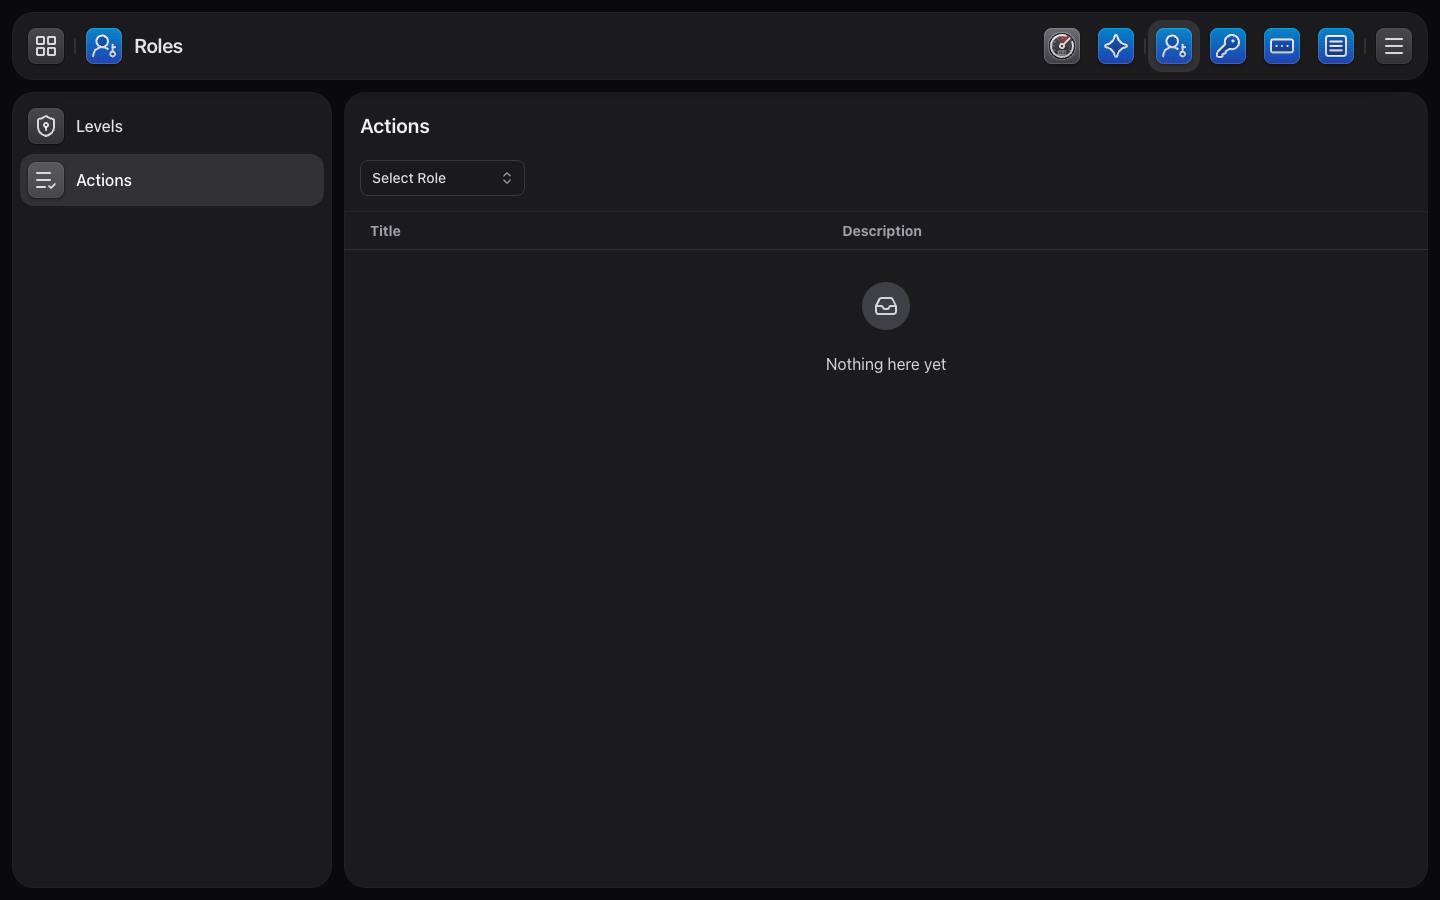 Roles
Levels
Actions
Actions
Select Role
Title
Description
Nothing here yet